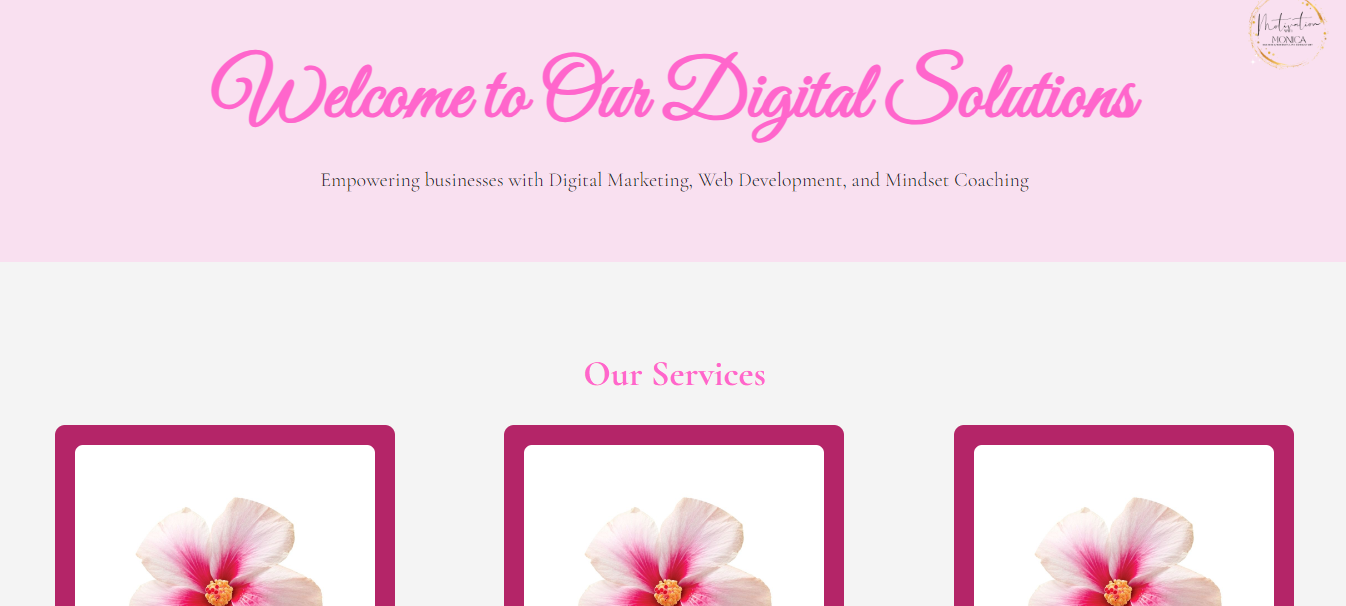 Motivation
MONICA
Welcome to Our Digital Solutions
Empowering businesses with Digital Marketing, Web Development, and Mindset Coaching
Our Services